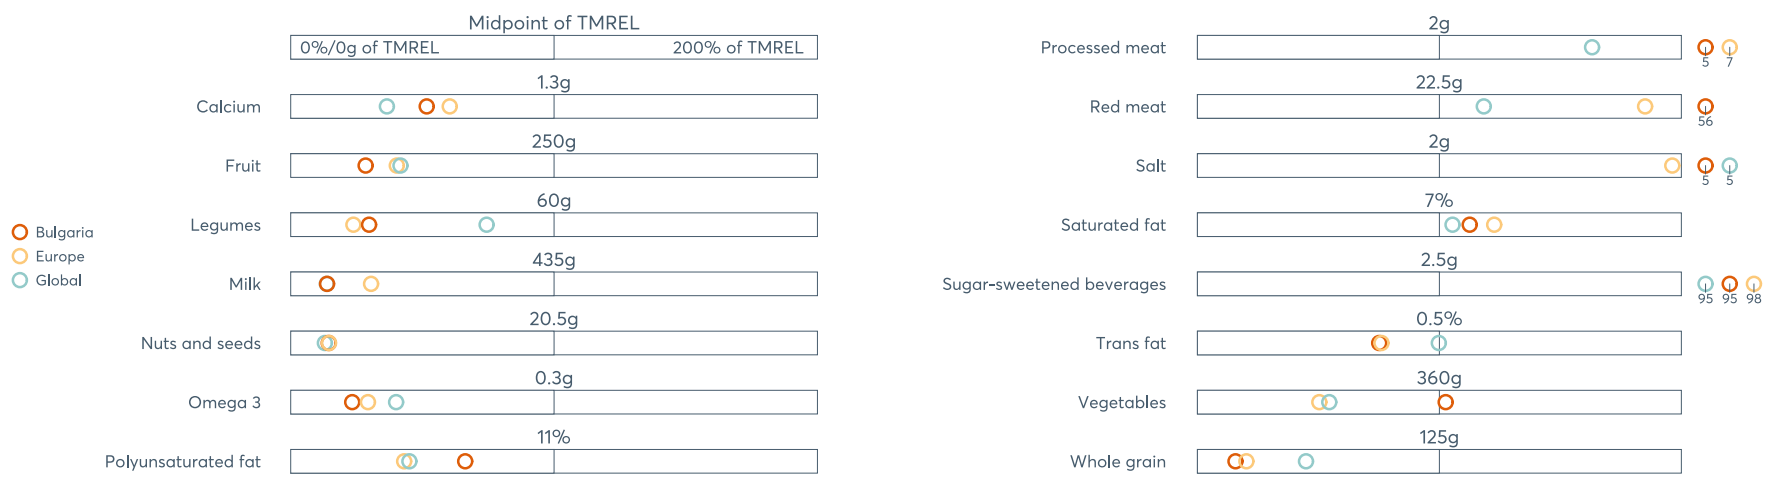 Midpoint of TMREL
0%/0g of TMREL 200% of TMREL
1.3g
Calcium
250g
Fruit
60g
Legumes
435g
Milk
20.5g
Nuts and seeds
0.3g
Omega 3
11%
Polyunsaturated fat
Bulgaria
Europe
Global
2g
Processed meat
5 7
22.5g
Red meat
56
2g
Salt
5 5
7%
Saturated fat
2.5g
Sugar-sweetened beverages
95 95 98
0.5%
Trans fat
360g
Vegetables
125g
Whole grain